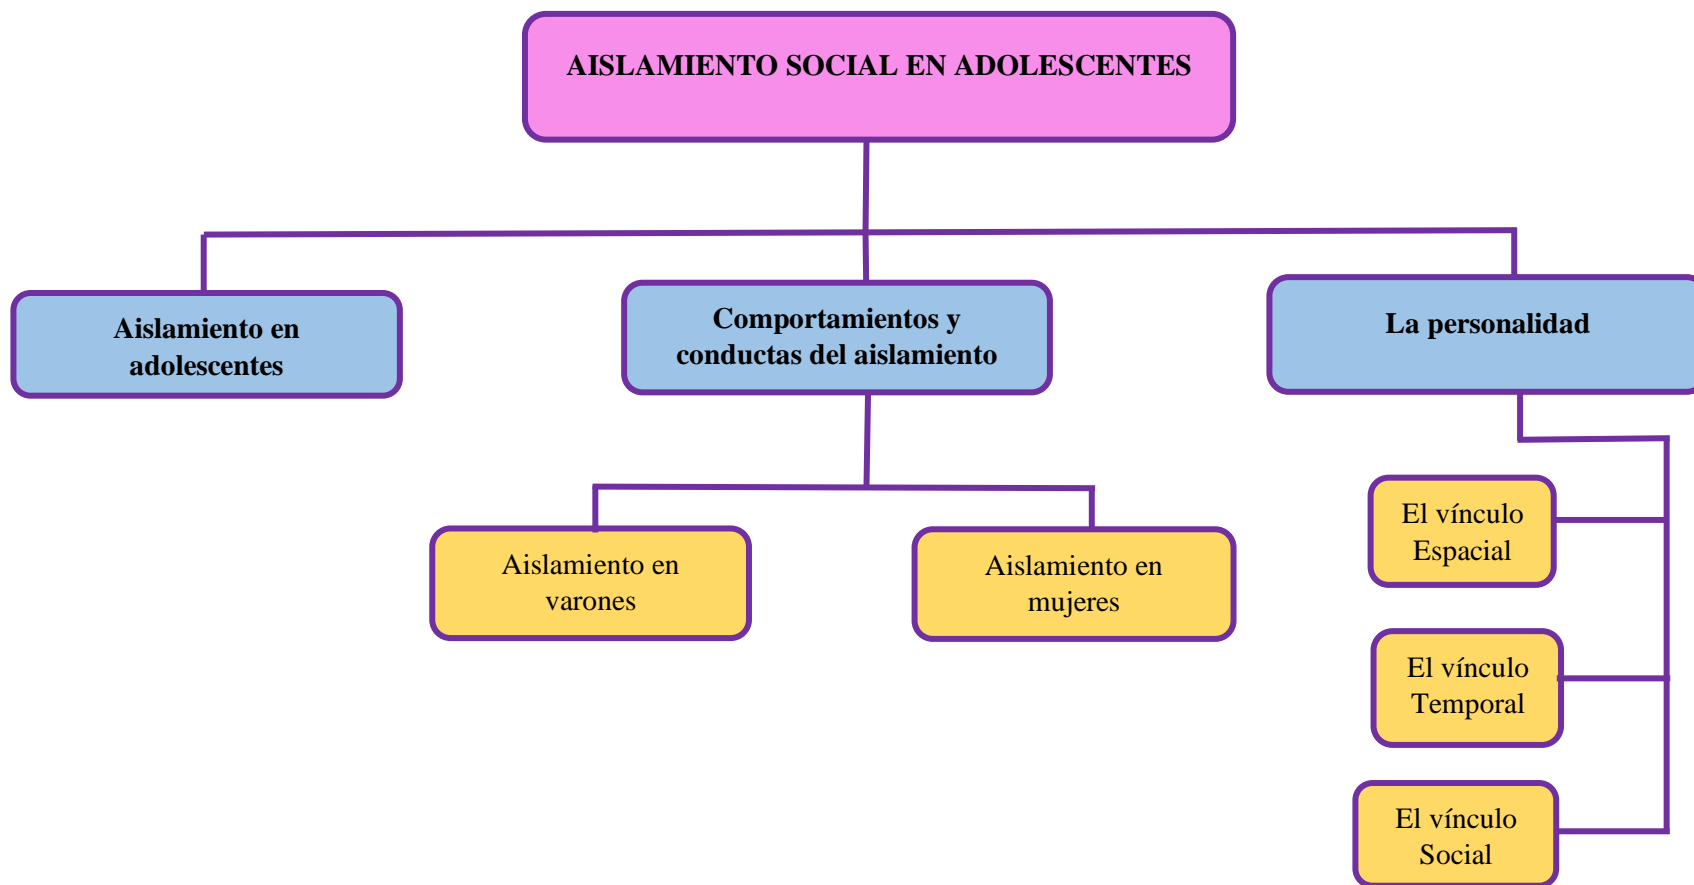 AISLAMIENTO SOCIAL EN ADOLESCENTES
Aislamiento en
adolescentes
Comportamientos y
conductas del aislamiento
La personalidad
Aislamiento en
varones
Aislamiento en
mujeres
El vínculo
Espacial
El vínculo
Temporal
El vínculo
Social